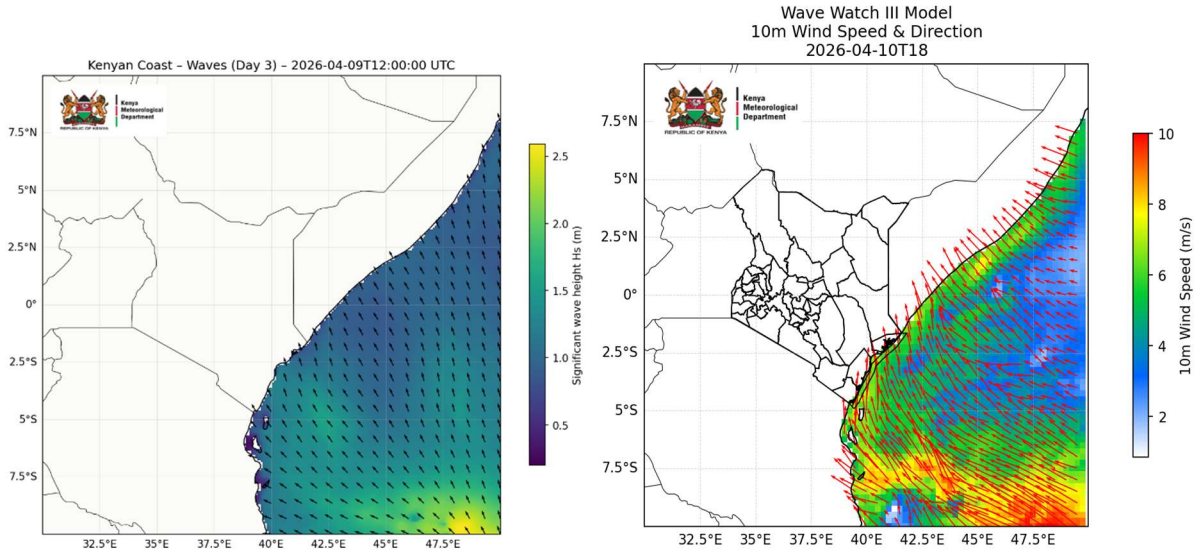 Kenyan Coast – Waves (Day 3) – 2026-04-09T12:00:00 UTC
Kenya
Meteorological
Department
REPUBLIC OF KENYA
7.5°N
5°N
2.5°N
0°
2.5°S
5°S
7.5°S
32.5°E 35°E 37.5°E 40°E 42.5°E 45°E 47.5°E
2.5
2.0
1.5
1.0
0.5
Significant wave height Hs (m)
Wave Watch III Model
10m Wind Speed & Direction
2026-04-10T18
Kenya
Meteorological
Department
REPUBLIC OF KENYA
7.5°N
5°N
2.5°N
0°
2.5°S
5°S
7.5°S
32.5°E 35°E 37.5°E 40°E 42.5°E 45°E 47.5°E
10
8
6
4
2
10m Wind Speed (m/s)